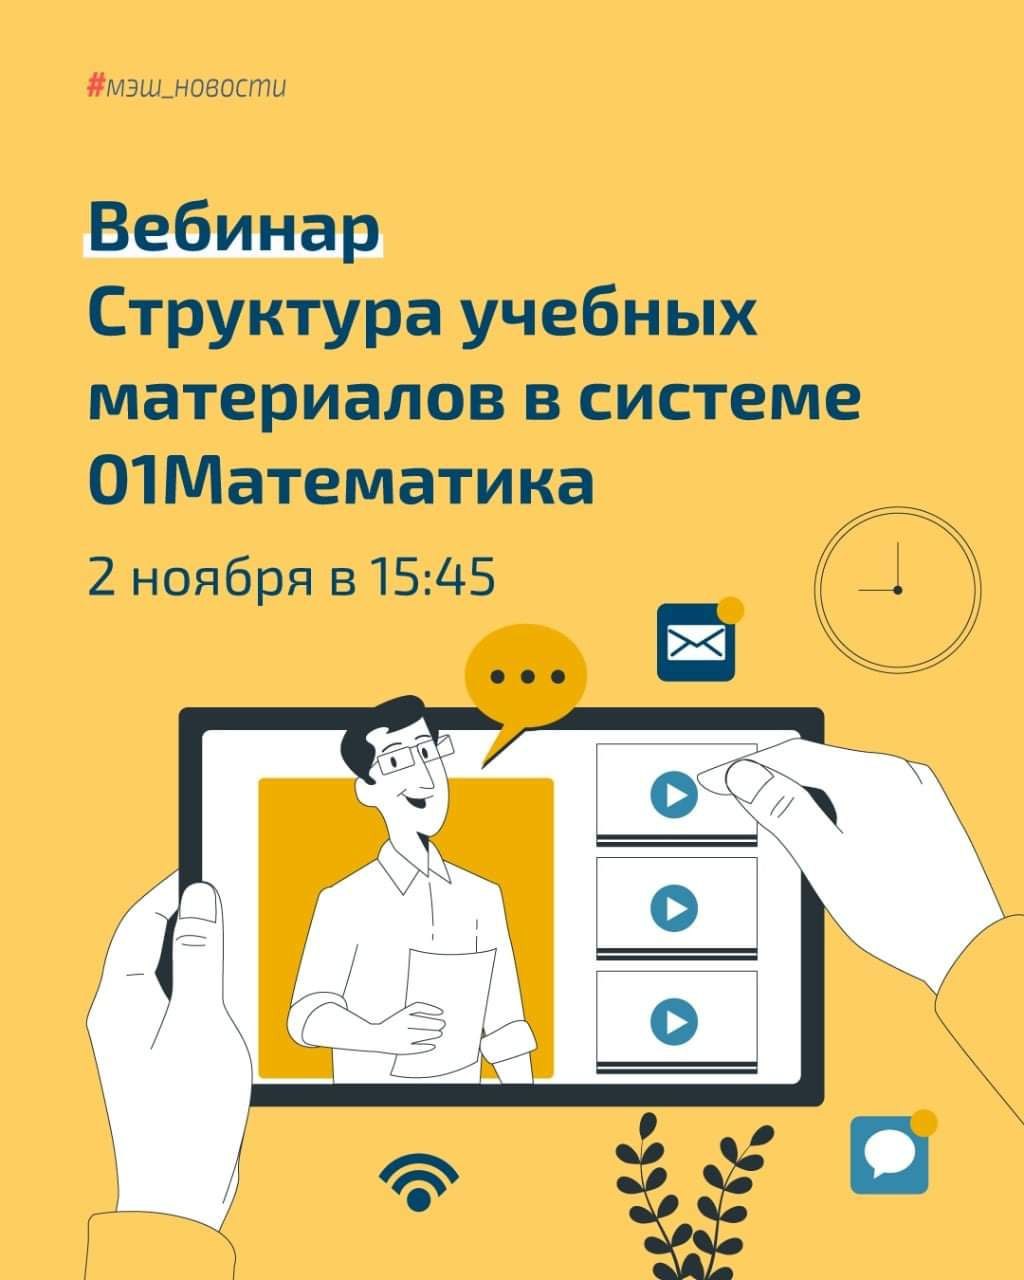 #мэш_новости
Вебинар
Структура учебных
материалов в системе
01Математика
2 ноября в 15:45